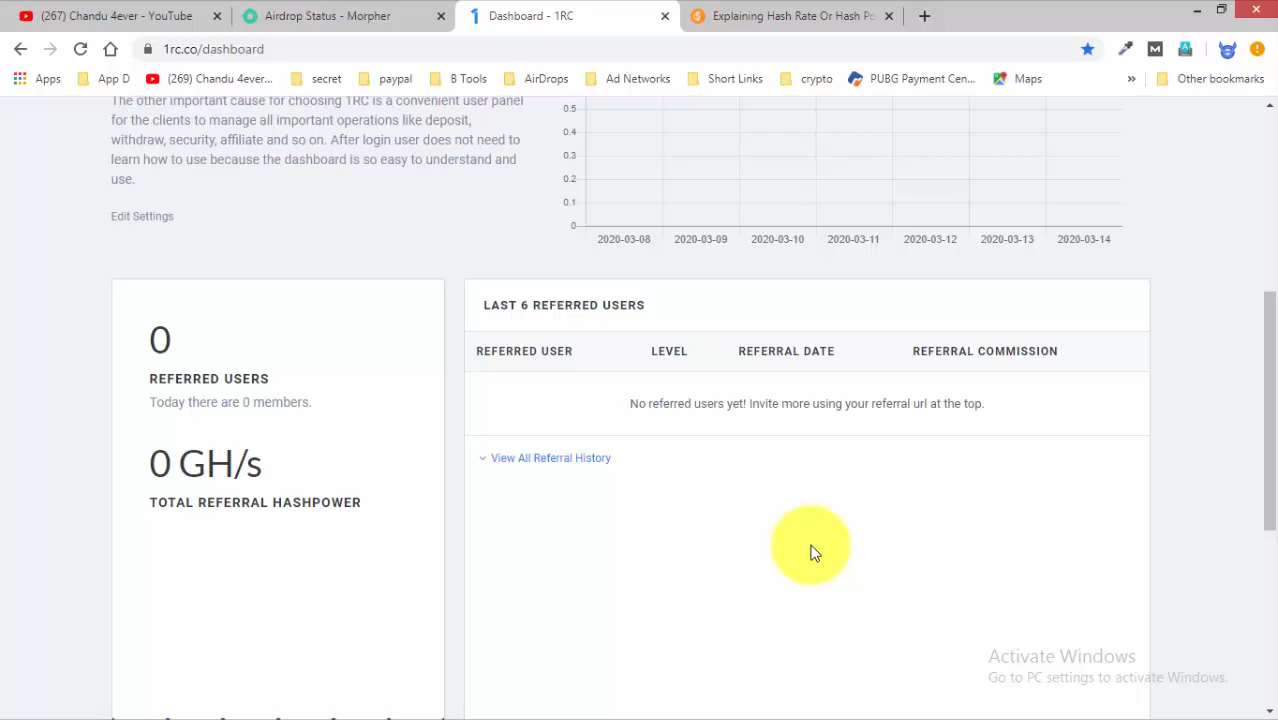 (267) Chandu 4ever - YouTube
Airdrop Status - Morpher
Dashboard - 1RC
Explaining Hash Rate Or Hash Po
1rc.co/dashboard
Apps
App D
(269) Chandu 4ever...
secret
paypal
B Tools
AirDrops
Ad Networks
Short Links
crypto
PUBG Payment Cen...
Maps
»
Other bookmarks
The other important cause for choosing 1RC is a convenient user panel
for the clients to manage all important operations like deposit,
withdraw, security, affiliate and so on. After login user does not need to
learn how to use because the dashboard is so easy to understand and
use.
Edit Settings
0.5
0.4
0.3
0.2
0.1
0
2020-03-08
2020-03-09
2020-03-10
2020-03-11
2020-03-12
2020-03-13
2020-03-14
0
REFERRED USERS
Today there are 0 members.
0 GH/s
TOTAL REFERRAL HASHPOWER
LAST 6 REFERRED USERS
REFERRED USER LEVEL REFERRAL DATE REFERRAL COMMISSION
No referred users yet! Invite more using your referral url at the top.
View All Referral History
Activate Windows
Go to PC settings to activate Windows.